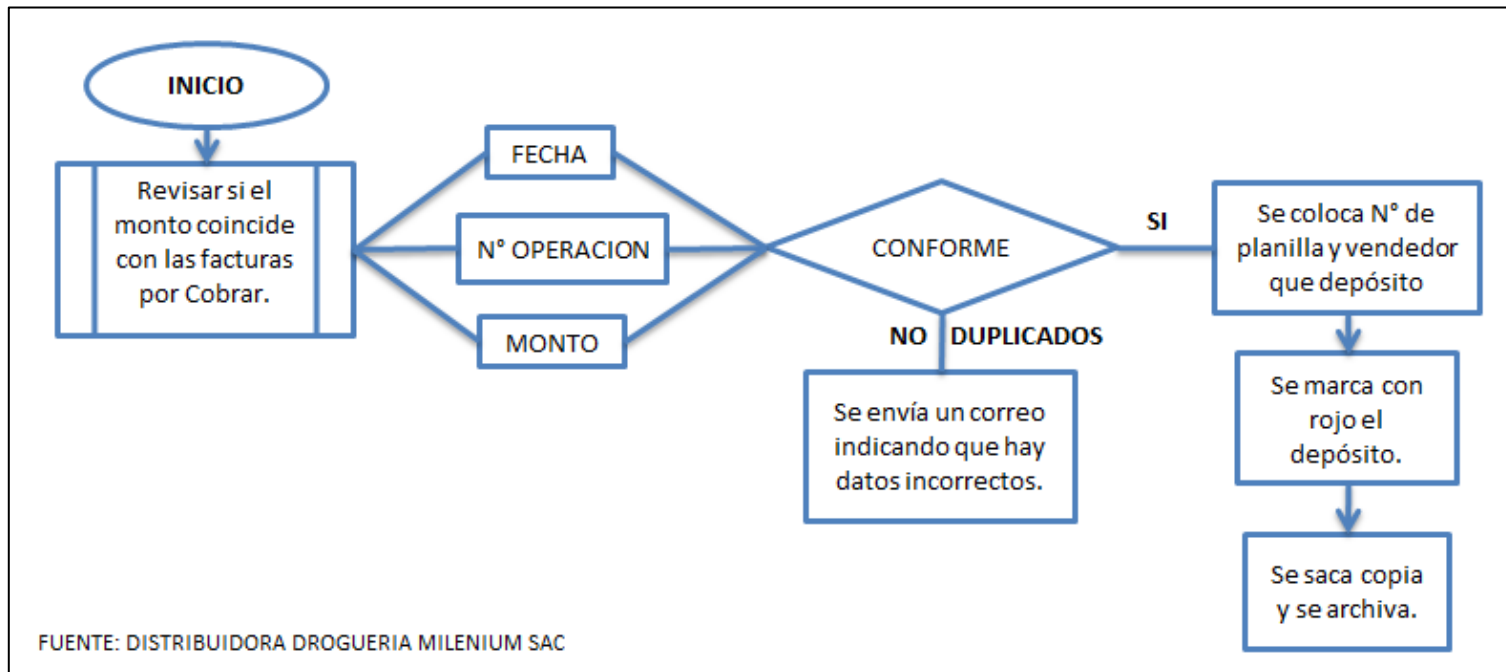 INICIO
Revisar si el
monto coincide
con las facturas
por Cobrar.
FECHA
N° OPERACION
MONTO
CONFORME
SI
NO DUPLICADOS
Se envía un correo
indicando que hay
datos incorrectos.
Se coloca N° de
planilla y vendedor
que depósito
Se marca con
rojo el
depósito.
Se saca copia
y se archiva.
FUENTE: DISTRIBUIDORA DROGUERIA MILENIUM SAC